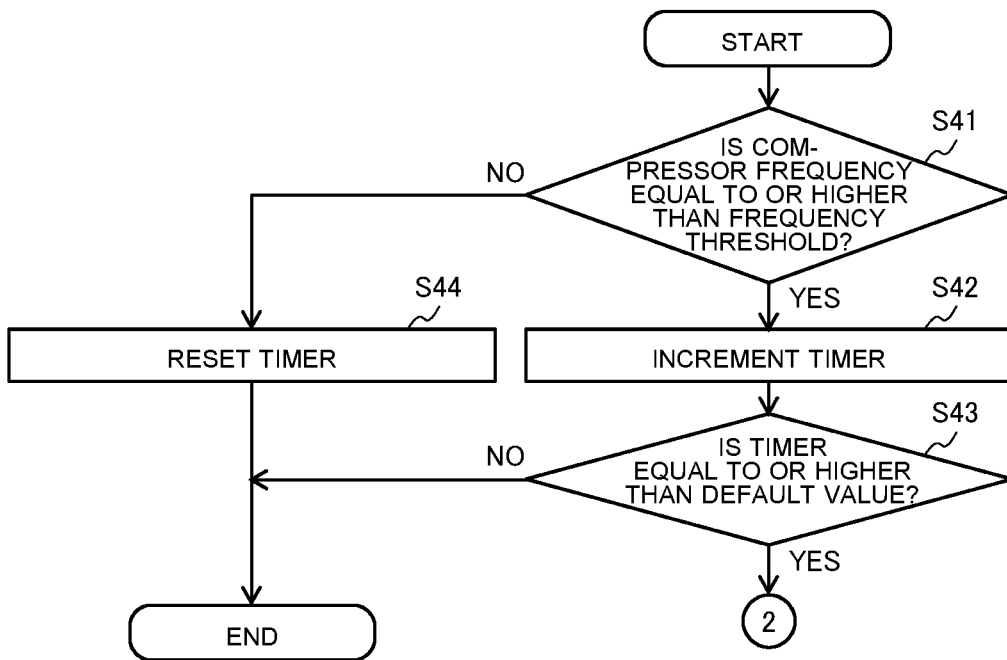 START
S41
IS COM-
PRESSOR FREQUENCY
EQUAL TO OR HIGHER
THAN FREQUENCY
THRESHOLD?
NO
YES
S44
RESET TIMER
S42
INCREMENT TIMER
S43
IS TIMER
EQUAL TO OR HIGHER
THAN DEFAULT VALUE?
NO
YES
2
END